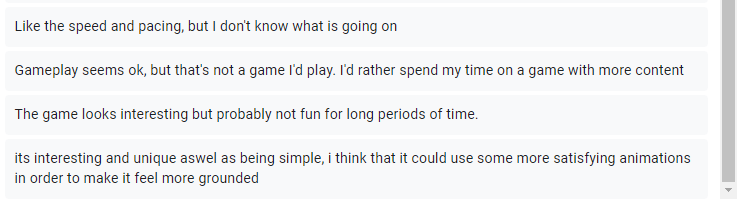 Like the speed and pacing, but I don't know what is going on
Gameplay seems ok, but that's not a game I'd play. I'd rather spend my time on a game with more content
The game looks interesting but probably not fun for long periods of time.
its interesting and unique aswel as being simple, i think that it could use some more satisfying animations
in order to make it feel more grounded